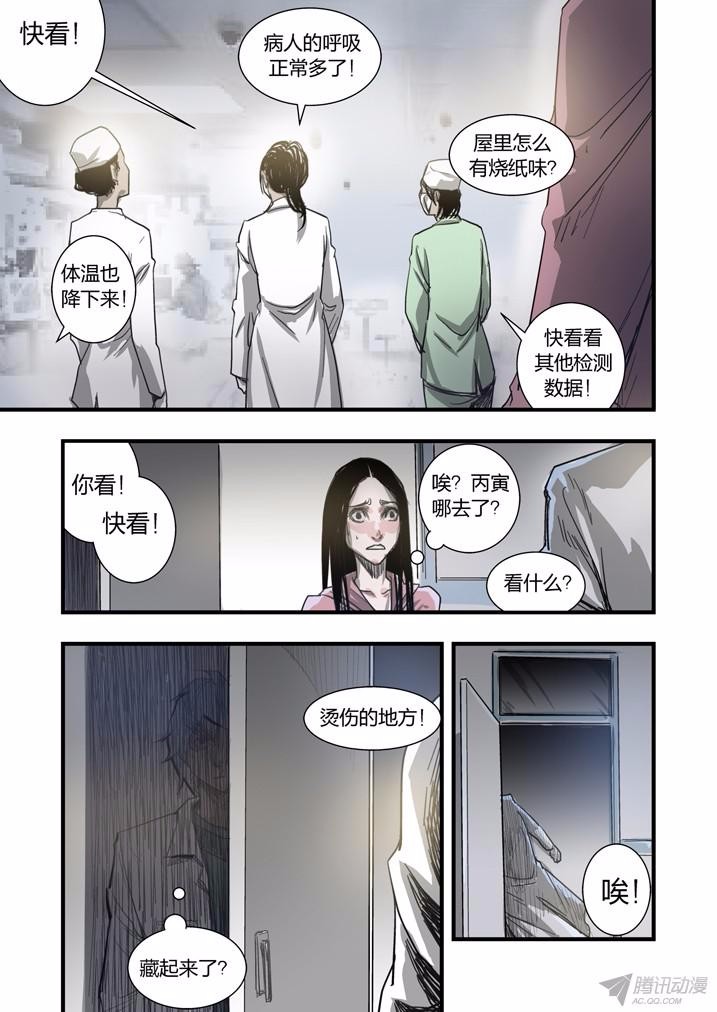 快看！
病人的呼吸
正常多了！
屋里怎么
有烧纸味？
体温也
降下来！
快看看
其他检测
数据！
你看！
快看！
唉？丙寅
哪去了？
看什么？
烫伤的地方！
藏起来了？
唉！
腾讯动漫
AC.QQ.COM